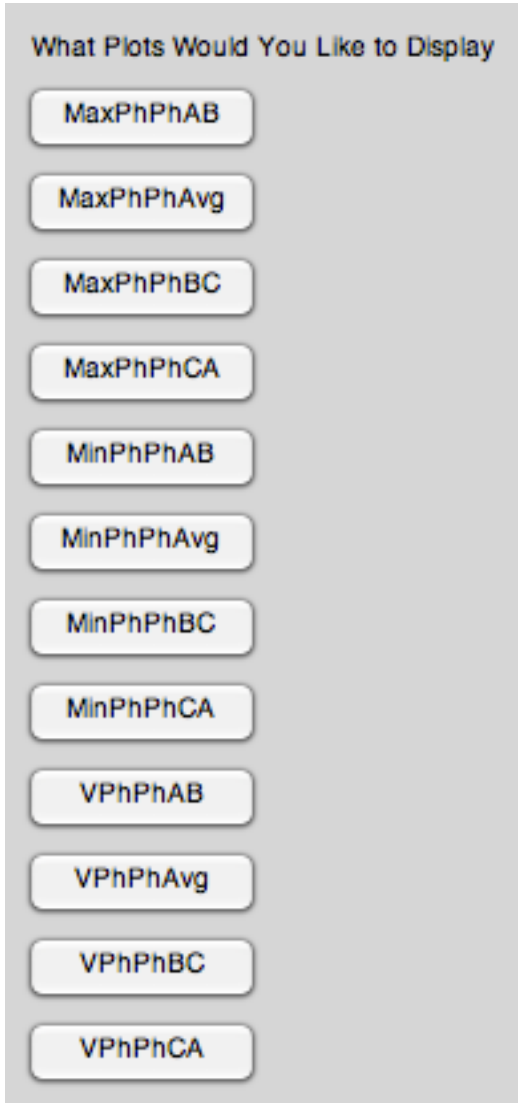 What Plots Would You Like to Display
MaxPhPhAB
MaxPhPhAvg
MaxPhPhBC
MaxPhPhCA
MinPhPhAB
MinPhPhAvg
MinPhPhBC
MinPhPhCA
VPhPhAB
VPhPhAvg
VPhPhBC
VPhPhCA